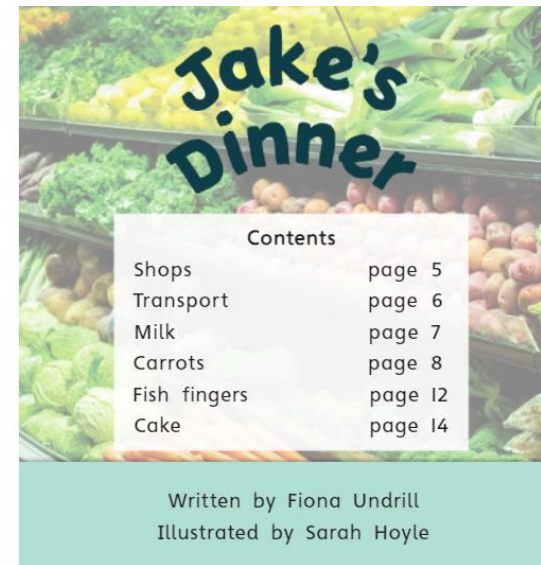 Jake's
Dinner
Contents
Shops page 5
Transport page 6
Milk page 7
Carrots page 8
Fish fingers page 12
Cake page 14
Written by Fiona Undrill
Illustrated by Sarah Hoyle